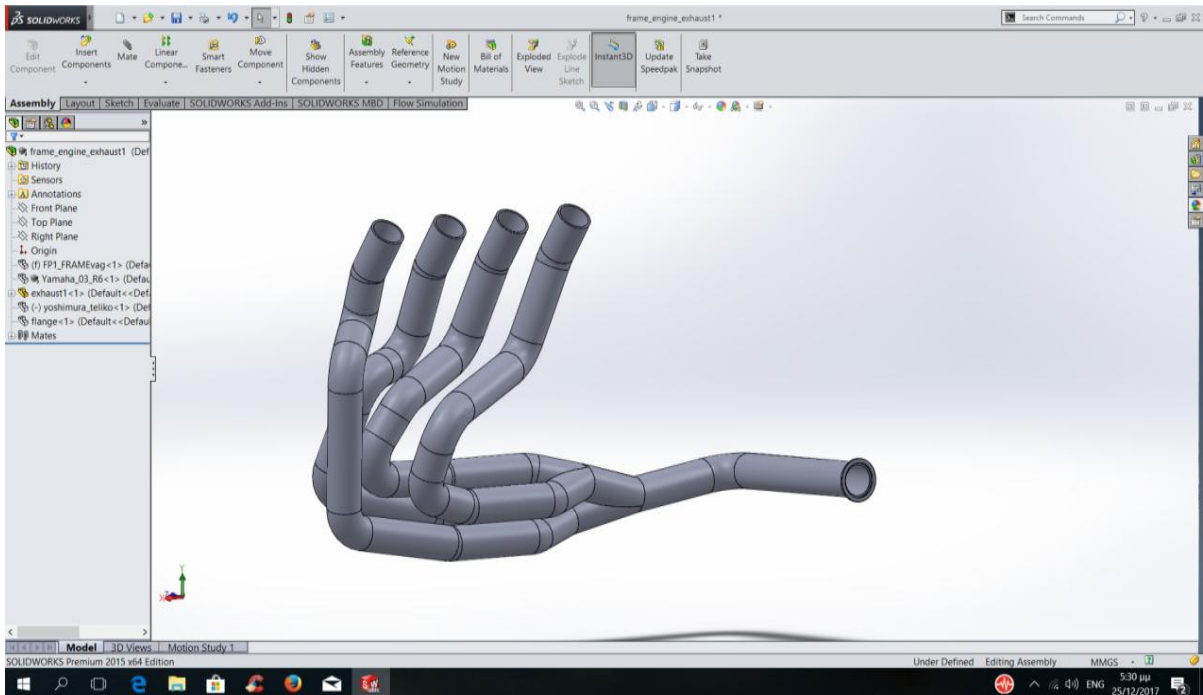 SOLIDWORKS
frame_engine_exhaust1 *
Search Commands
Edit Component
Insert Components
Mate
Linear Compone...
Smart Fasteners
Move Component
Show Hidden Components
Assembly Features
Reference Geometry
New Motion Study
Bill of Materials
Exploded View
Explode Line Sketch
Instant3D
Update Speedpak
Take Snapshot
Assembly Layout Sketch Evaluate SOLIDWORKS Add-Ins SOLIDWORKS MBD Flow Simulation
frame_engine_exhaust1 (Def
History
Sensors
Annotations
Front Plane
Top Plane
Right Plane
Origin
(f) FP1_FRAMEvag<1> (Defa
Yamaha_03_R6<1> (Defau
exhaust1<1> (Default<<Def
(-) yoshimura_teliko<1> (Def
flange<1> (Default<<Defaul
Mates
Y
X
Z
Model 3D Views Motion Study 1
SOLIDWORKS Premium 2015 x64 Edition
Under Defined Editing Assembly MMGS
ENG
5:30 μμ
25/12/2017